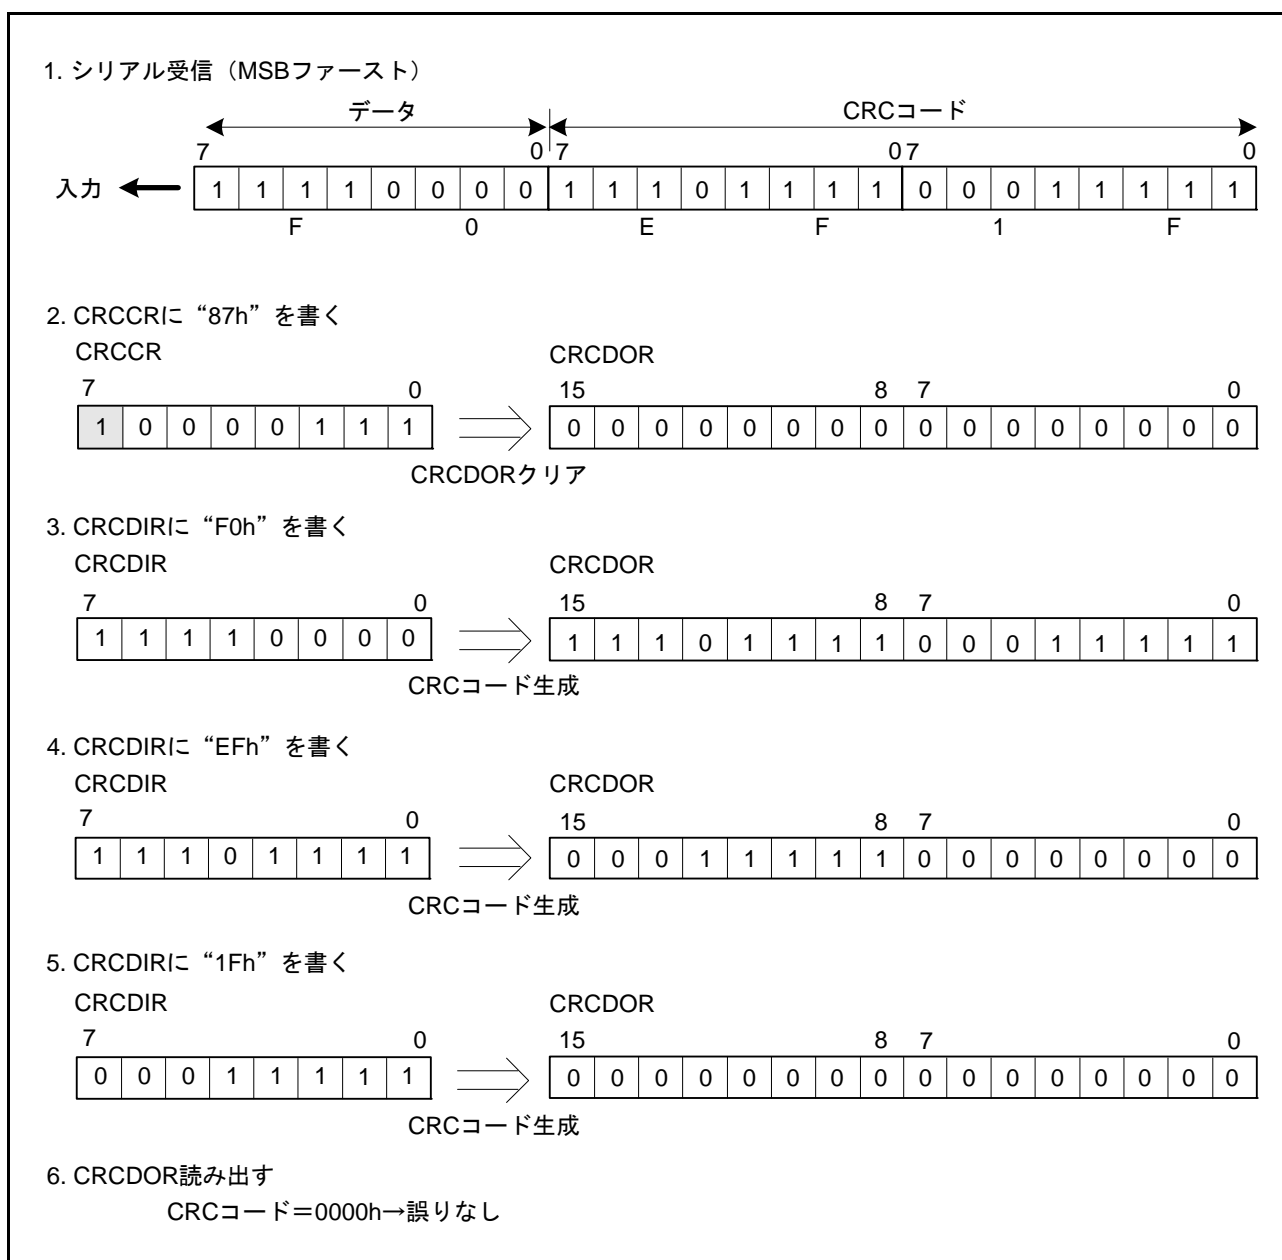 1. シリアル受信（MSBファースト）
データ CRCコード
7 0 7 0 7 0
入力 1 1 1 1 0 0 0 0 1 1 1 0 1 1 1 1 0 0 0 1 1 1 1 1
F 0 E F 1 F
2. CRCCRに“87h”を書く
CRCCR CRCDOR
7 0 15 8 7 0
1 0 0 0 0 1 1 1 0 0 0 0 0 0 0 0 0 0 0 0 0 0 0 0
CRCDORクリア
3. CRCDIRに“F0h”を書く
CRCDIR CRCDOR
7 0 15 8 7 0
1 1 1 1 0 0 0 0 1 1 1 0 1 1 1 1 0 0 0 1 1 1 1 1
CRCコード生成
4. CRCDIRに“EFh”を書く
CRCDIR CRCDOR
7 0 15 8 7 0
1 1 1 0 1 1 1 1 0 0 0 1 1 1 1 1 0 0 0 0 0 0 0 0
CRCコード生成
5. CRCDIRに“1Fh”を書く
CRCDIR CRCDOR
7 0 15 8 7 0
0 0 0 1 1 1 1 1 0 0 0 0 0 0 0 0 0 0 0 0 0 0 0 0
CRCコード生成
6. CRCDOR読み出す
CRCコード＝0000h→誤りなし